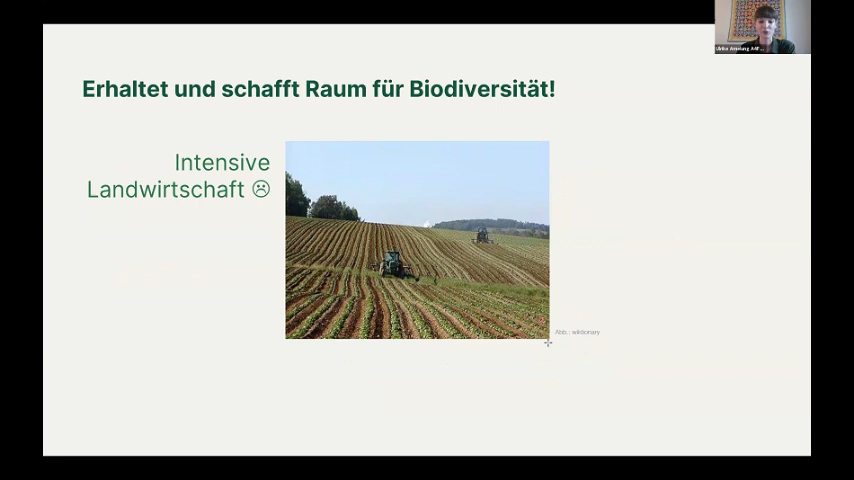 Erhaltet und schafft Raum für Biodiversität!
Intensive
Landwirtschaft ☹
Abb.: wiktionary